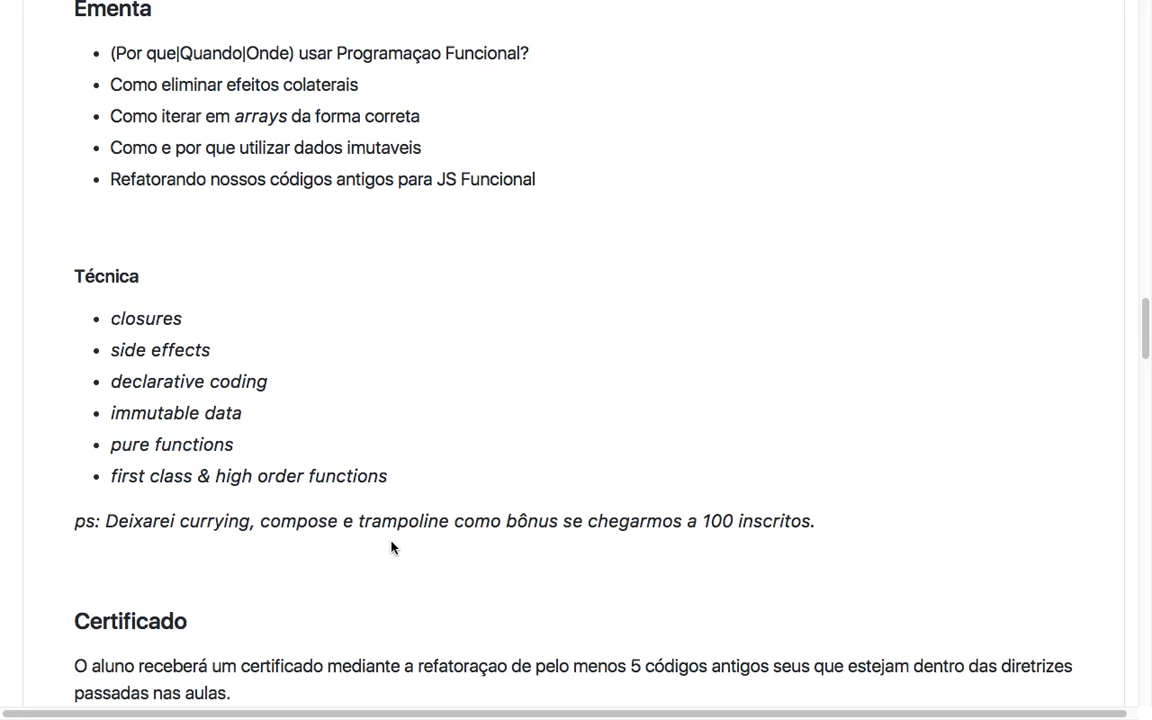 Ementa
(Por que|Quando|Onde) usar Programaçao Funcional?
Como eliminar efeitos colaterais
Como iterar em arrays da forma correta
Como e por que utilizar dados imutaveis
Refatorando nossos códigos antigos para JS Funcional
Técnica
closures
side effects
declarative coding
immutable data
pure functions
first class & high order functions
ps: Deixarei currying, compose e trampoline como bônus se chegarmos a 100 inscritos.
Certificado
O aluno receberá um certificado mediante a refatoraçao de pelo menos 5 códigos antigos seus que estejam dentro das diretrizes
passadas nas aulas.